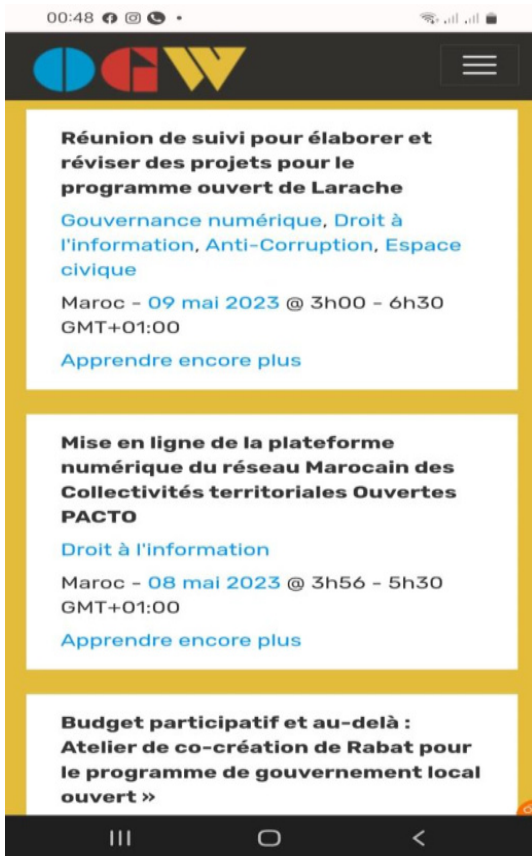 00:48
OGW
Réunion de suivi pour élaborer et
réviser des projets pour le
programme ouvert de Larache
Gouvernance numérique, Droit à
l'information, Anti-Corruption, Espace
civique
Maroc - 09 mai 2023 @ 3h00 - 6h30
GMT+01:00
Apprendre encore plus
Mise en ligne de la plateforme
numérique du réseau Marocain des
Collectivités territoriales Ouvertes
PACTO
Droit à l'information
Maroc - 08 mai 2023 @ 3h56 - 5h30
GMT+01:00
Apprendre encore plus
Budget participatif et au-delà :
Atelier de co-création de Rabat pour
le programme de gouvernement local
ouvert »